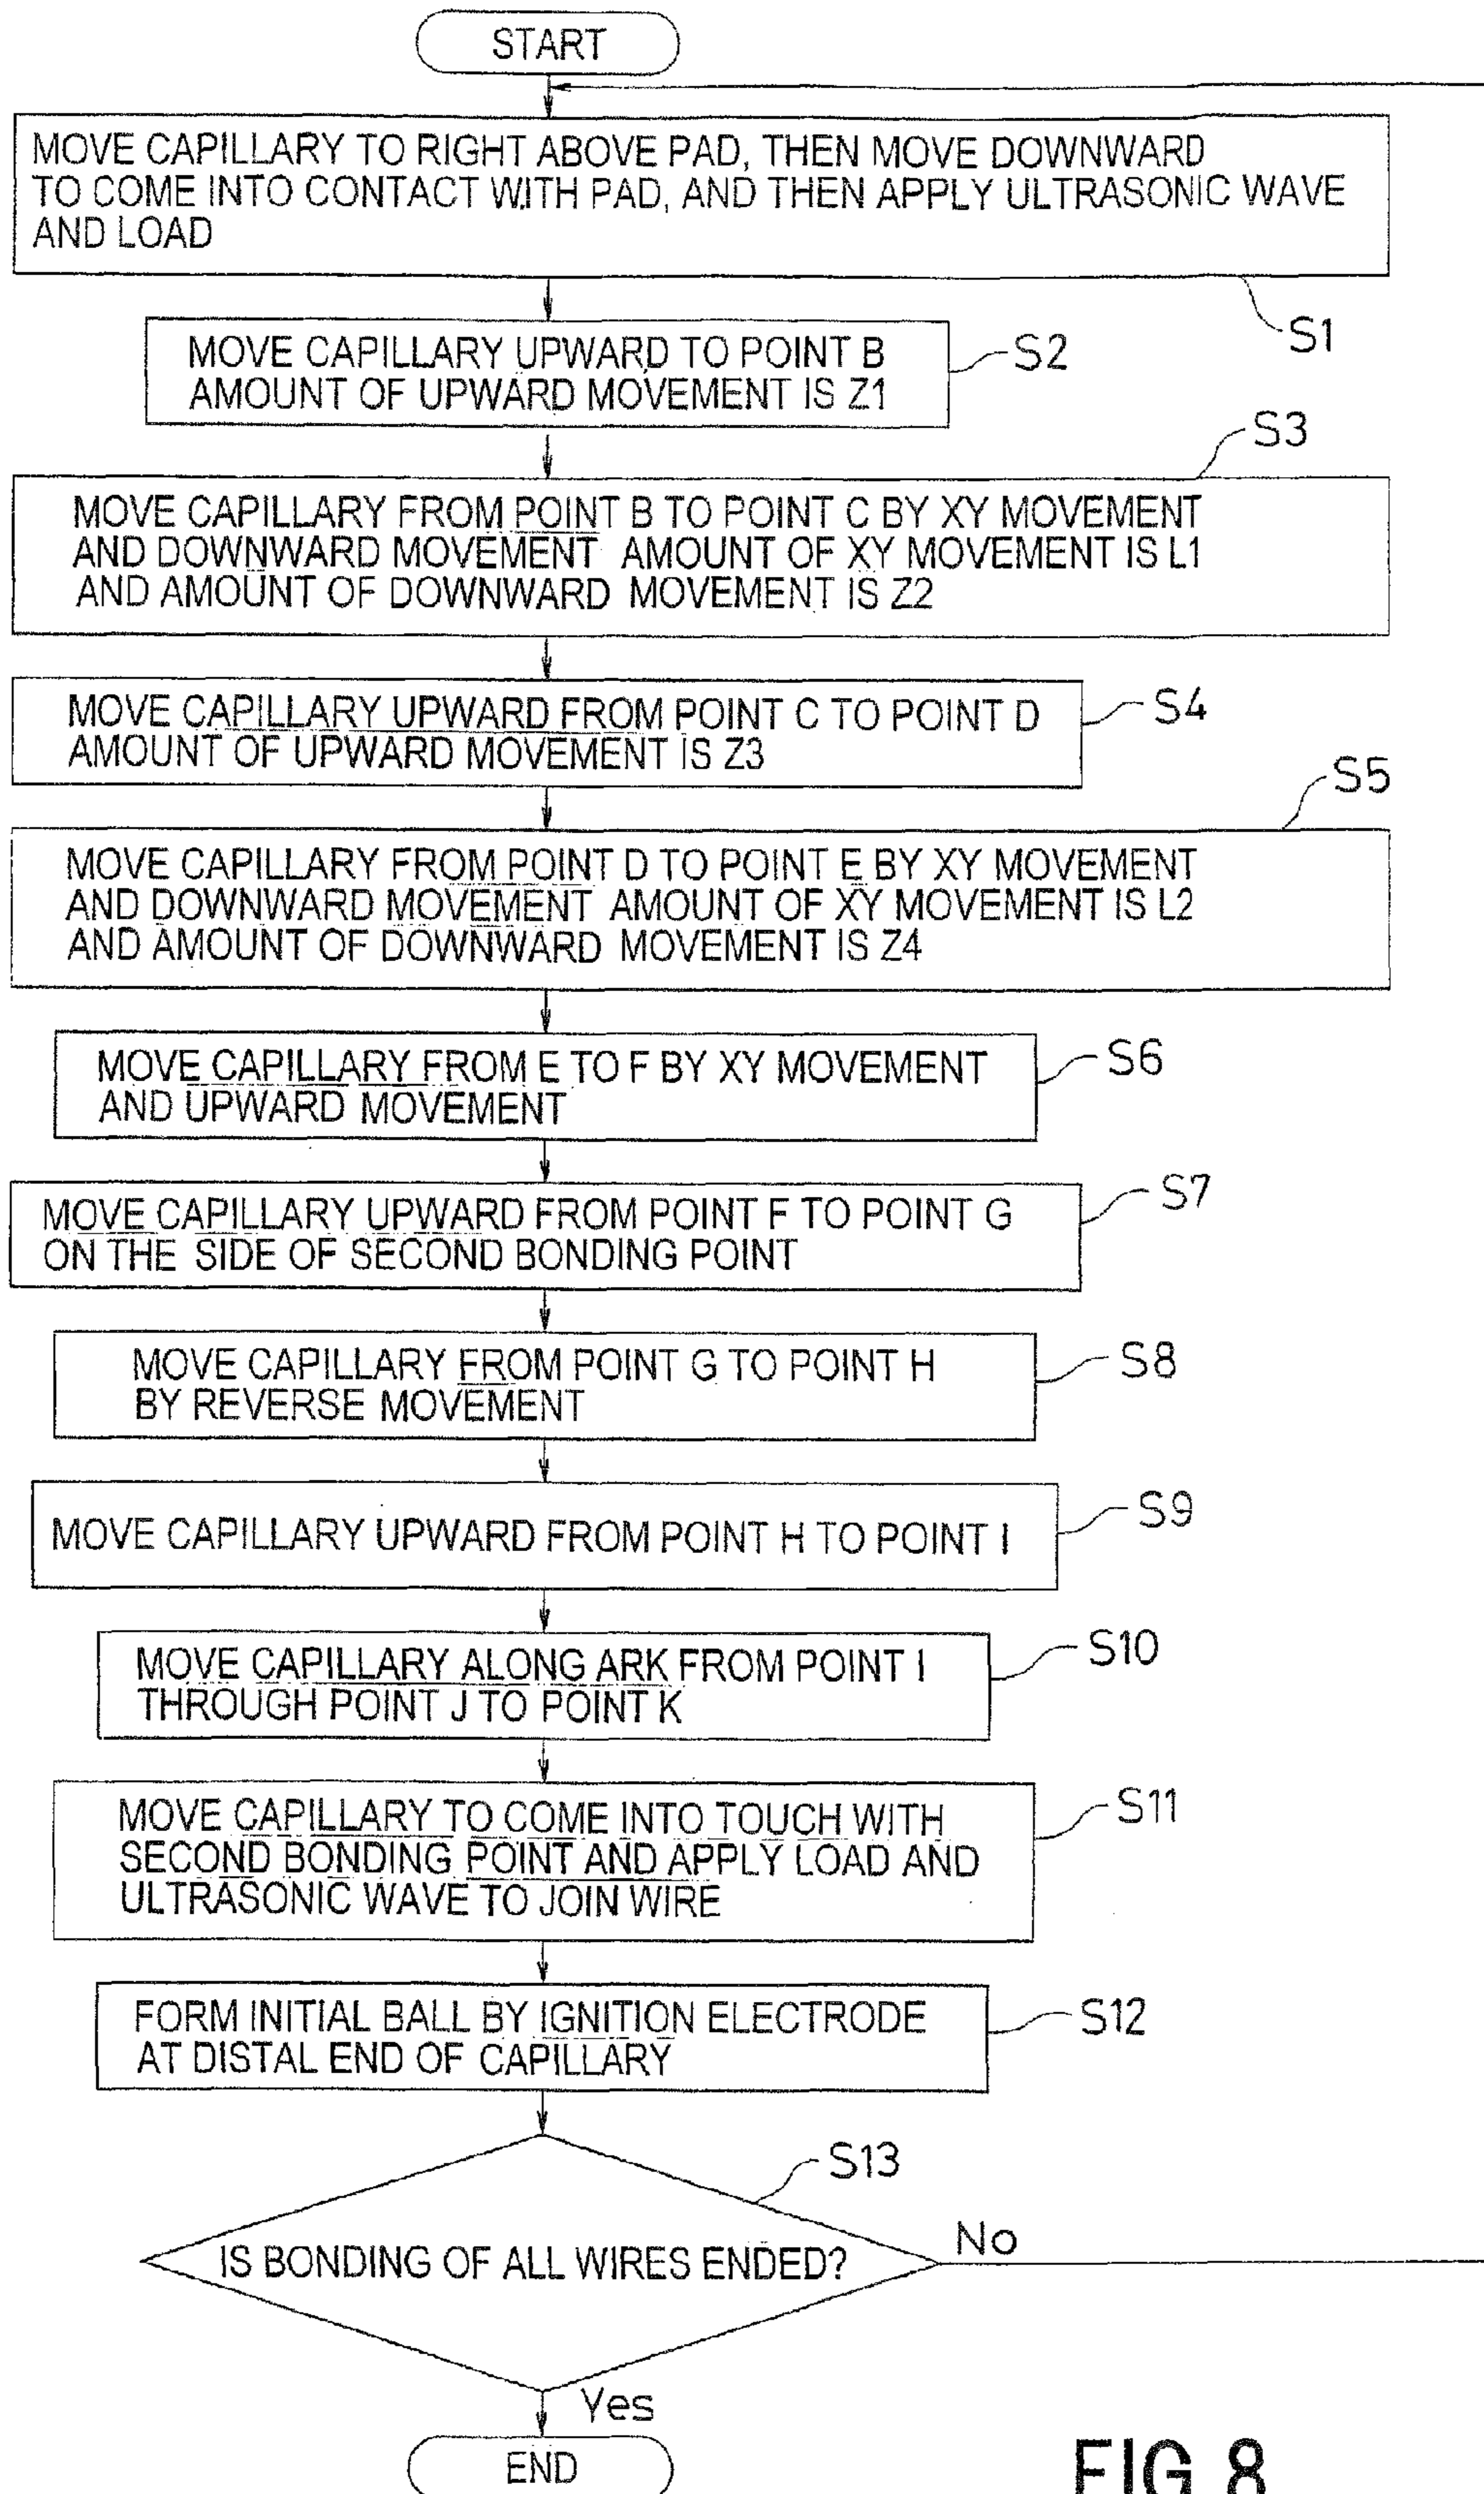 START
MOVE CAPILLARY TO RIGHT ABOVE PAD, THEN MOVE DOWNWARD
TO COME INTO CONTACT WITH PAD, AND THEN APPLY ULTRASONIC WAVE
AND LOAD
S1
MOVE CAPILLARY UPWARD TO POINT B
AMOUNT OF UPWARD MOVEMENT IS Z1
S2
S3
MOVE CAPILLARY FROM POINT B TO POINT C BY XY MOVEMENT
AND DOWNWARD MOVEMENT AMOUNT OF XY MOVEMENT IS L1
AND AMOUNT OF DOWNWARD MOVEMENT IS Z2
MOVE CAPILLARY UPWARD FROM POINT C TO POINT D
AMOUNT OF UPWARD MOVEMENT IS Z3
S4
S5
MOVE CAPILLARY FROM POINT D TO POINT E BY XY MOVEMENT
AND DOWNWARD MOVEMENT AMOUNT OF XY MOVEMENT IS L2
AND AMOUNT OF DOWNWARD MOVEMENT IS Z4
MOVE CAPILLARY FROM E TO F BY XY MOVEMENT
AND UPWARD MOVEMENT
S6
MOVE CAPILLARY UPWARD FROM POINT F TO POINT G
ON THE SIDE OF SECOND BONDING POINT
S7
MOVE CAPILLARY FROM POINT G TO POINT H
BY REVERSE MOVEMENT
S8
MOVE CAPILLARY UPWARD FROM POINT H TO POINT I
S9
MOVE CAPILLARY ALONG ARK FROM POINT I
THROUGH POINT J TO POINT K
S10
MOVE CAPILLARY TO COME INTO TOUCH WITH
SECOND BONDING POINT AND APPLY LOAD AND
ULTRASONIC WAVE TO JOIN WIRE
S11
FORM INITIAL BALL BY IGNITION ELECTRODE
AT DISTAL END OF CAPILLARY
S12
S13
IS BONDING OF ALL WIRES ENDED?
No
Yes
END
FIG.8